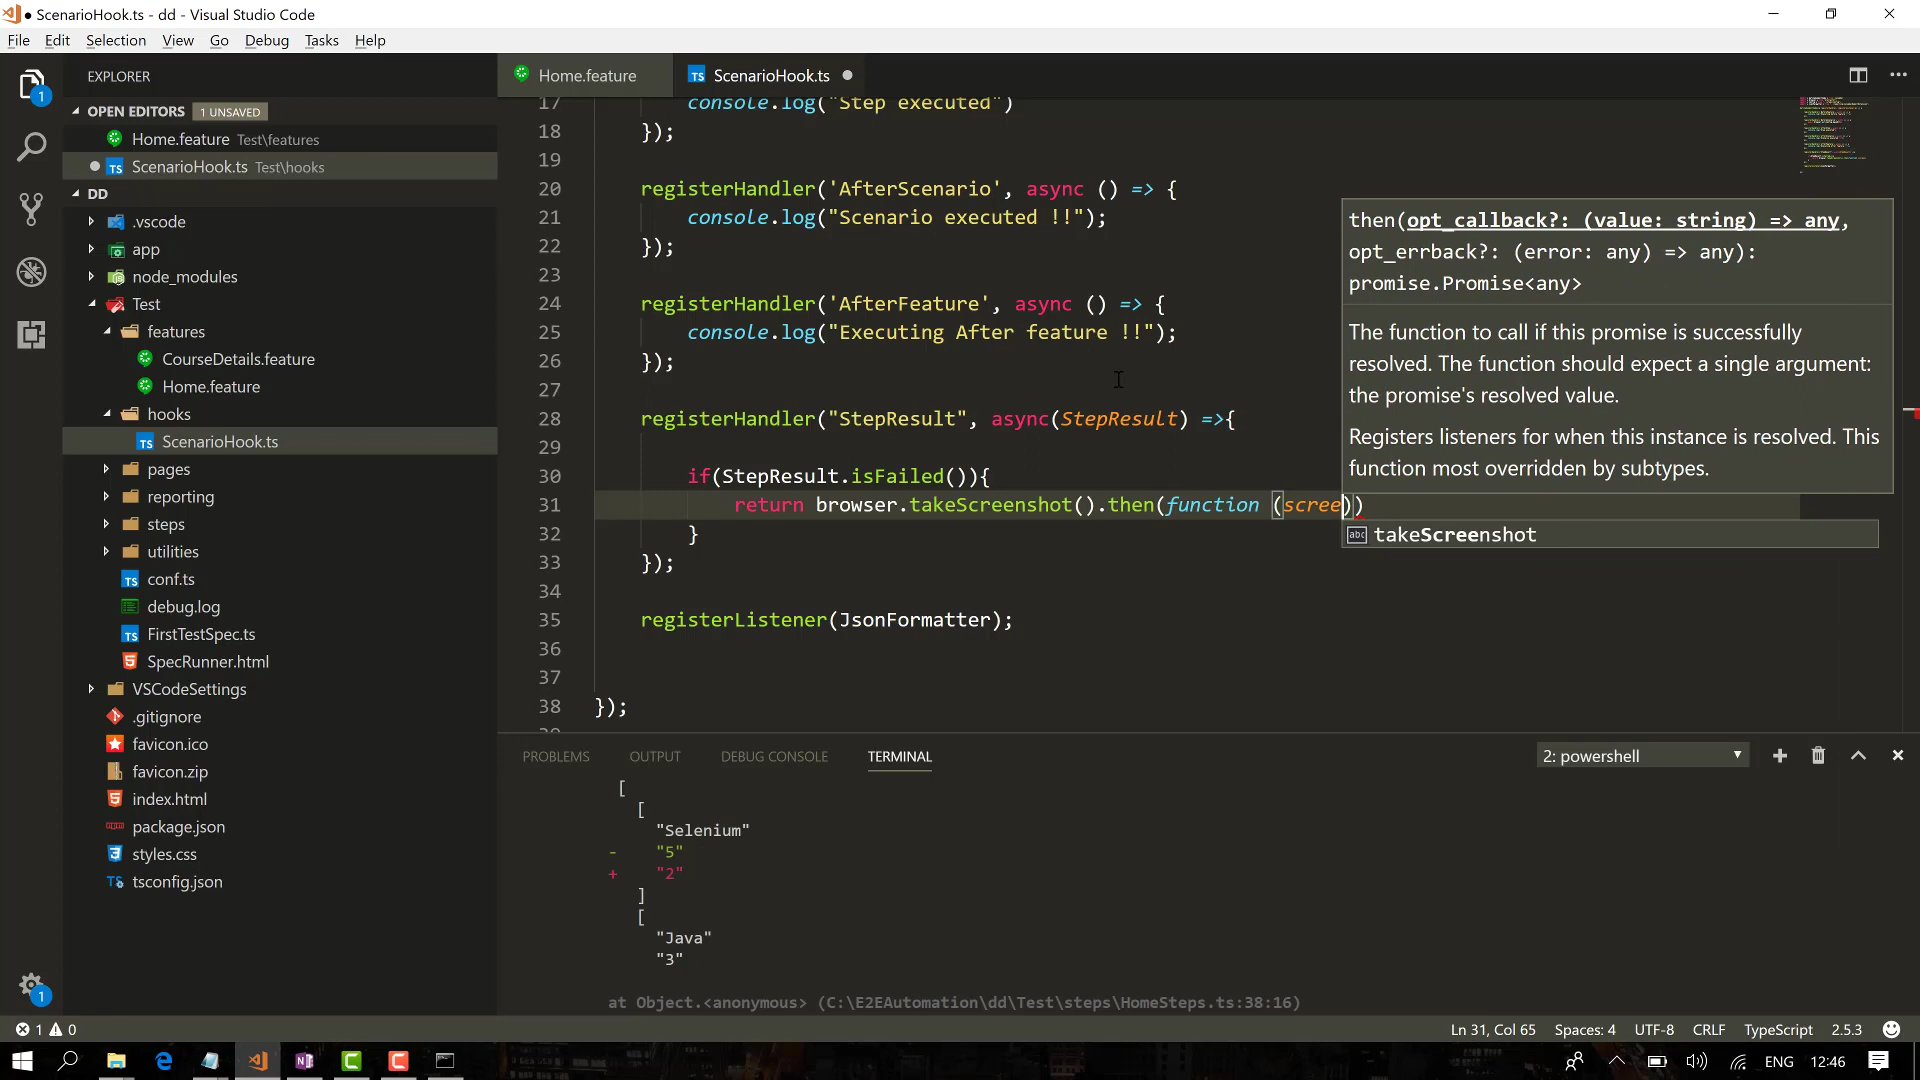 ScenarioHook.ts - dd - Visual Studio Code
File Edit Selection View Go Debug Tasks Help
EXPLORER
OPEN EDITORS 1 UNSAVED
Home.feature Test\features
ScenarioHook.ts Test\hooks
DD
.vscode
app
node_modules
Test
features
CourseDetails.feature
Home.feature
hooks
ScenarioHook.ts
pages
reporting
steps
utilities
conf.ts
debug.log
FirstTestSpec.ts
SpecRunner.html
VSCodeSettings
.gitignore
favicon.ico
favicon.zip
index.html
package.json
styles.css
tsconfig.json
1
1
Home.feature
TS ScenarioHook.ts
17 console.log("Step executed")
18 });
19
20 registerHandler('AfterScenario', async () => {
21 console.log("Scenario executed !!");
22 });
23
24 registerHandler('AfterFeature', async () => {
25 console.log("Executing After feature !!");
26 });
27
28 registerHandler("StepResult", async(StepResult) =>{
29
30 if(StepResult.isFailed()){
31 return browser.takeScreenshot().then(function (scree))
32 }
33 });
34
35 registerListener(JsonFormatter);
36
37
38 });
then(opt_callback?: (value: string) => any,
opt_errback?: (error: any) => any):
promise.Promise<any>
The function to call if this promise is successfully
resolved. The function should expect a single argument:
the promise's resolved value.
Registers listeners for when this instance is resolved. This
function most overridden by subtypes.
abc takeScreenshot
PROBLEMS OUTPUT DEBUG CONSOLE TERMINAL 2: powershell
[
[
"Selenium"
- "5"
+ "2"
]
[
"Java"
"3"
at Object.<anonymous> (C:\E2EAutomation\dd\Test\steps\HomeSteps.ts:38:16)
1 0 Ln 31, Col 65 Spaces: 4 UTF-8 CRLF TypeScript 2.5.3
ENG 12:46